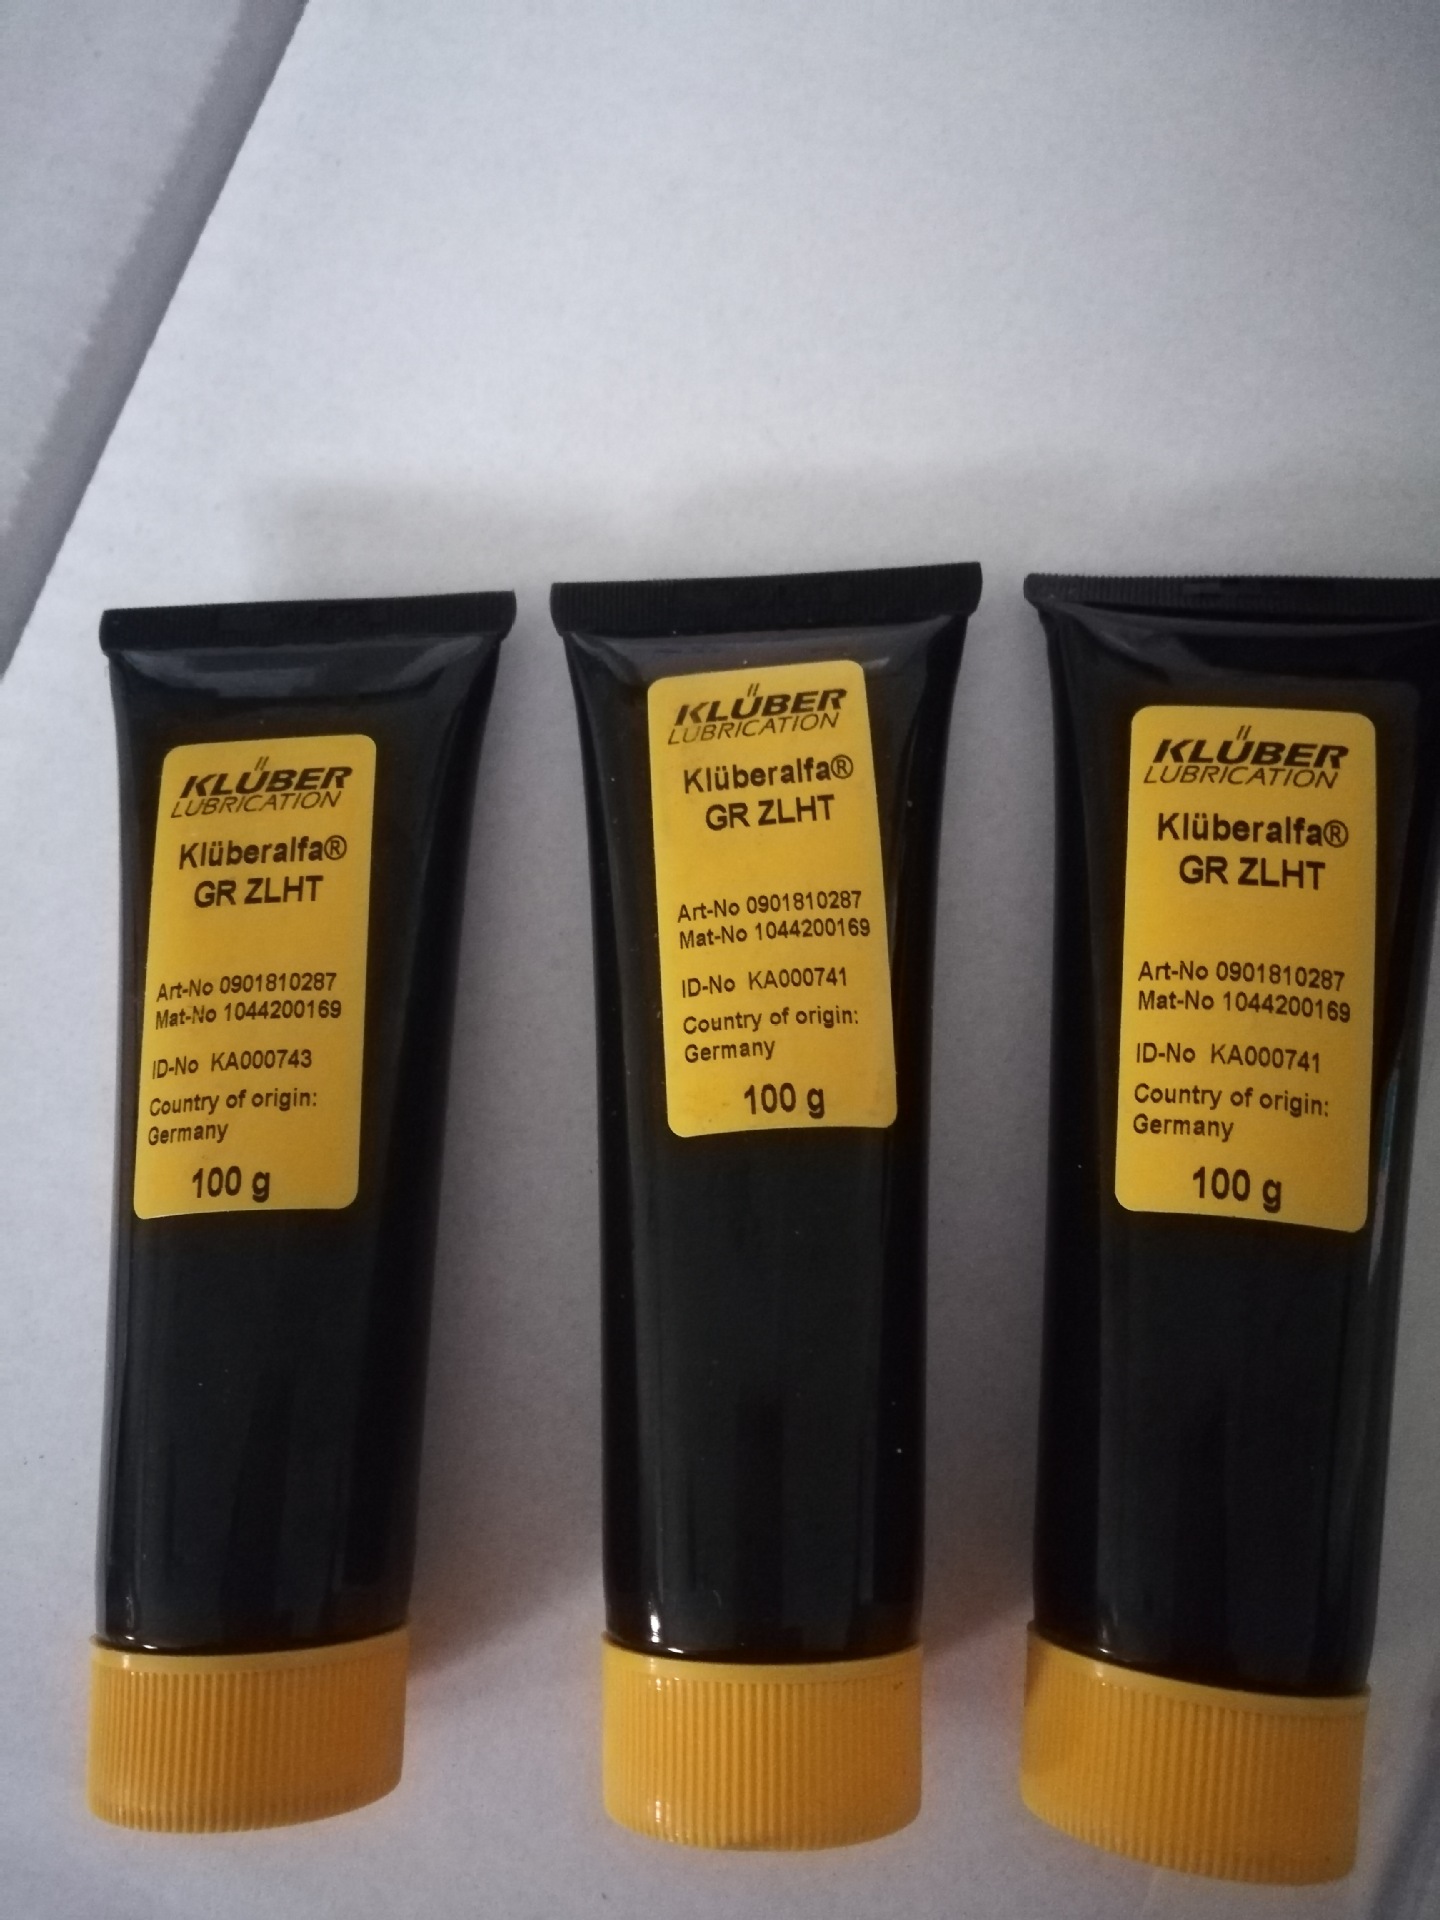 KLÜBER
LUBRICATION
Klüberalfa®
GR ZLHT
Art-No 0901810287
Mat-No 1044200169
ID-No KA000743
Country of origin:
Germany
100 g
KLÜBER
LUBRICATION
Klüberalfa®
GR ZLHT
Art-No 0901810287
Mat-No 1044200169
ID-No KA000741
Country of origin:
Germany
100 g
KLÜBER
LUBRICATION
Klüberalfa®
GR ZLHT
Art-No 0901810287
Mat-No 1044200169
ID-No KA000741
Country of origin:
Germany
100 g